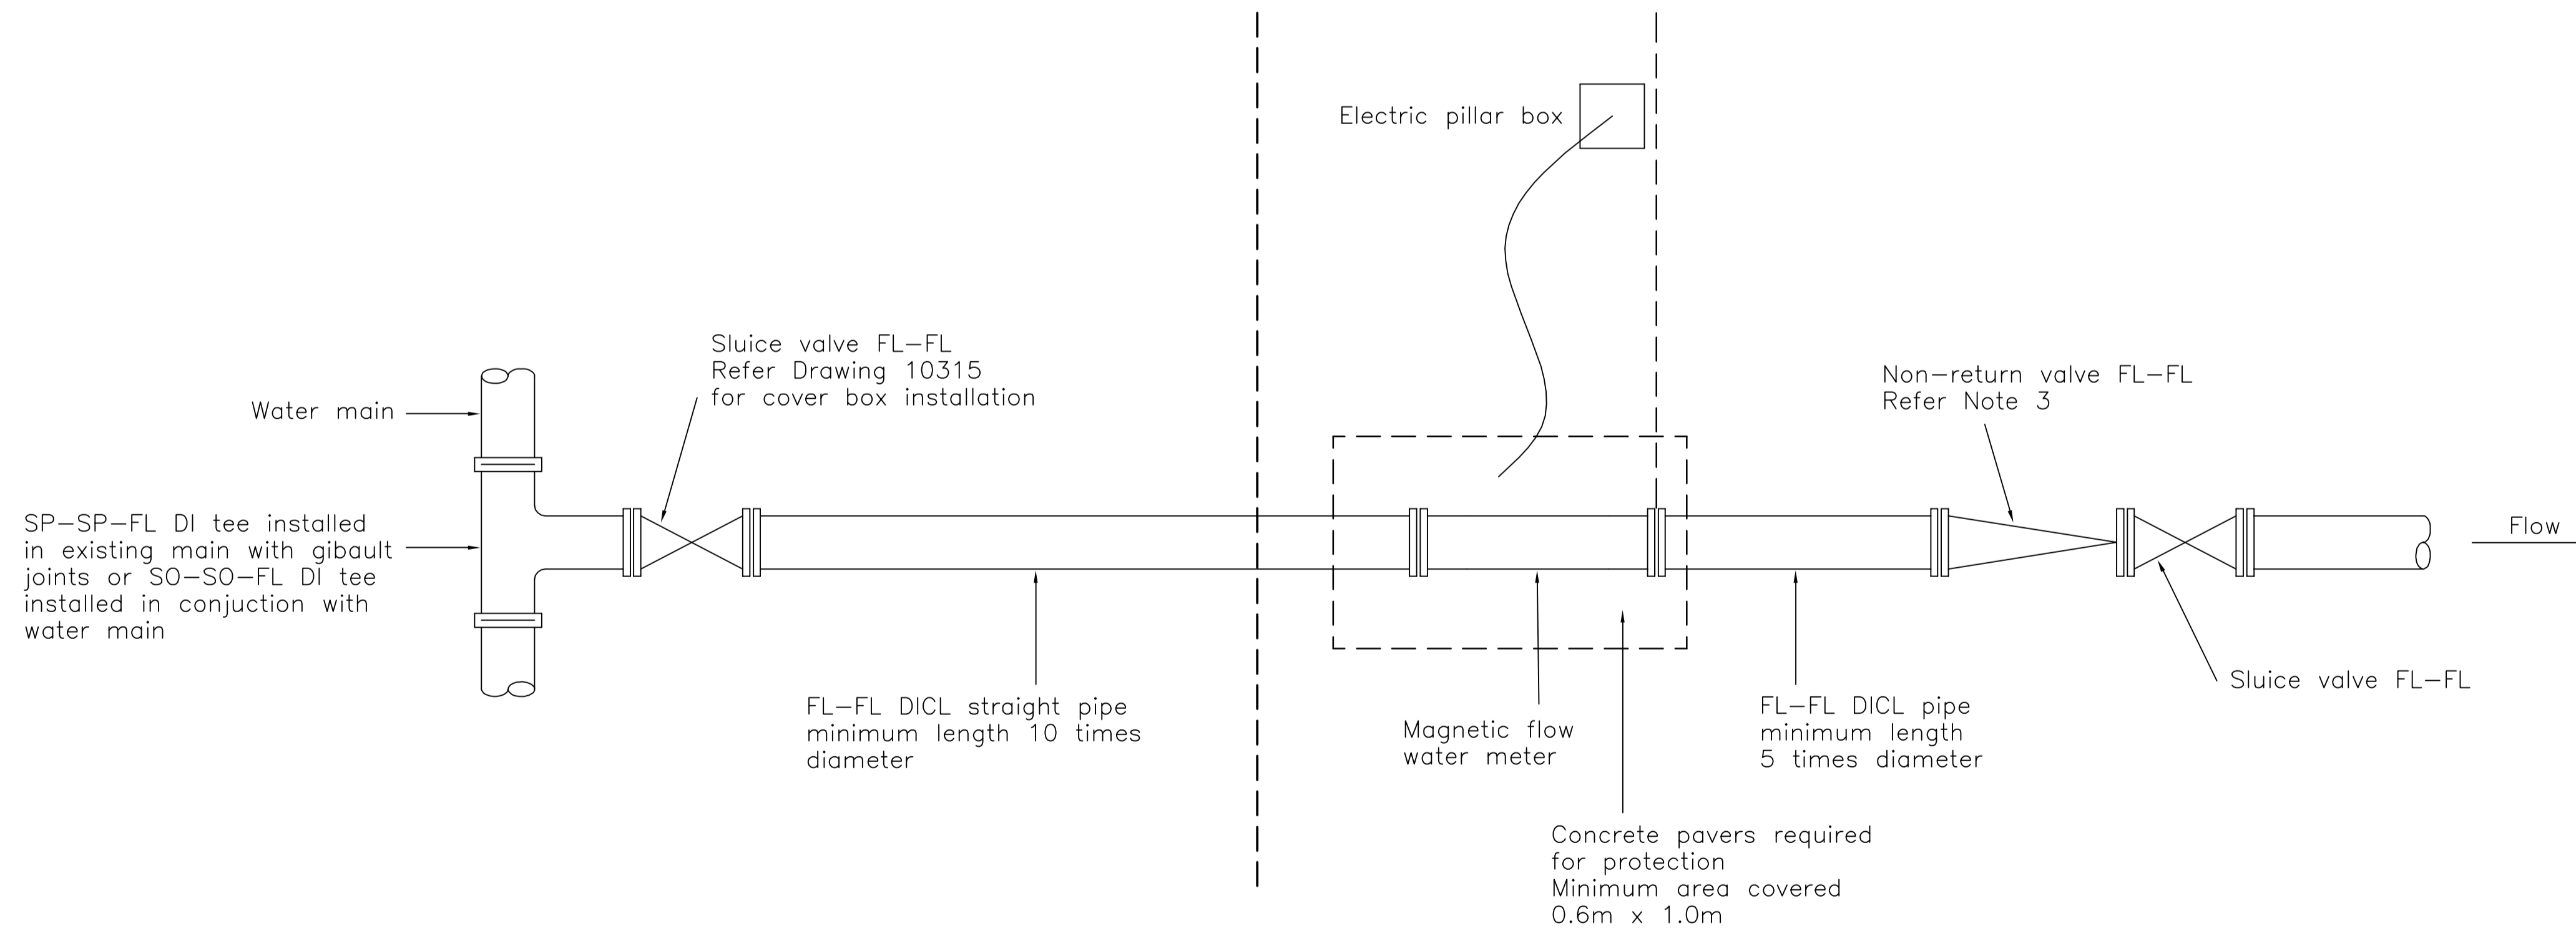 Electric pillar box
Sluice valve FL-FL
Refer Drawing 10315
for cover box installation
Non-return valve FL-FL
Refer Note 3
Water main
SP-SP-FL DI tee installed
in existing main with gibault
joints or SO-SO-FL DI tee
installed in conjuction with
water main
Flow
Sluice valve FL-FL
FL-FL DICL straight pipe
minimum length 10 times
diameter
Magnetic flow
water meter
FL-FL DICL pipe
minimum length
5 times diameter
Concrete pavers required
for protection
Minimum area covered
0.6m x 1.0m